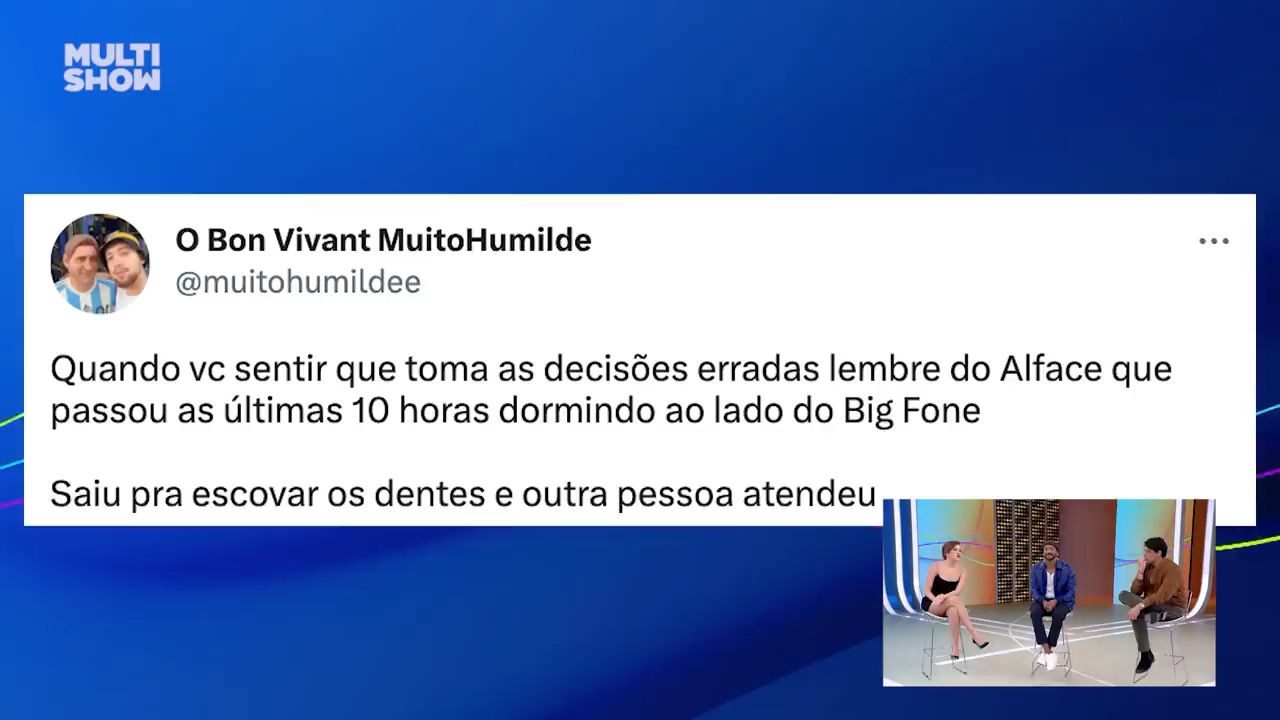 MULTI
SHOW
O Bon Vivant MuitoHumilde
@muitohumildee
Quando vc sentir que toma as decisões erradas lembre do Alface que
passou as últimas 10 horas dormindo ao lado do Big Fone
Saiu pra escovar os dentes e outra pessoa atendeu